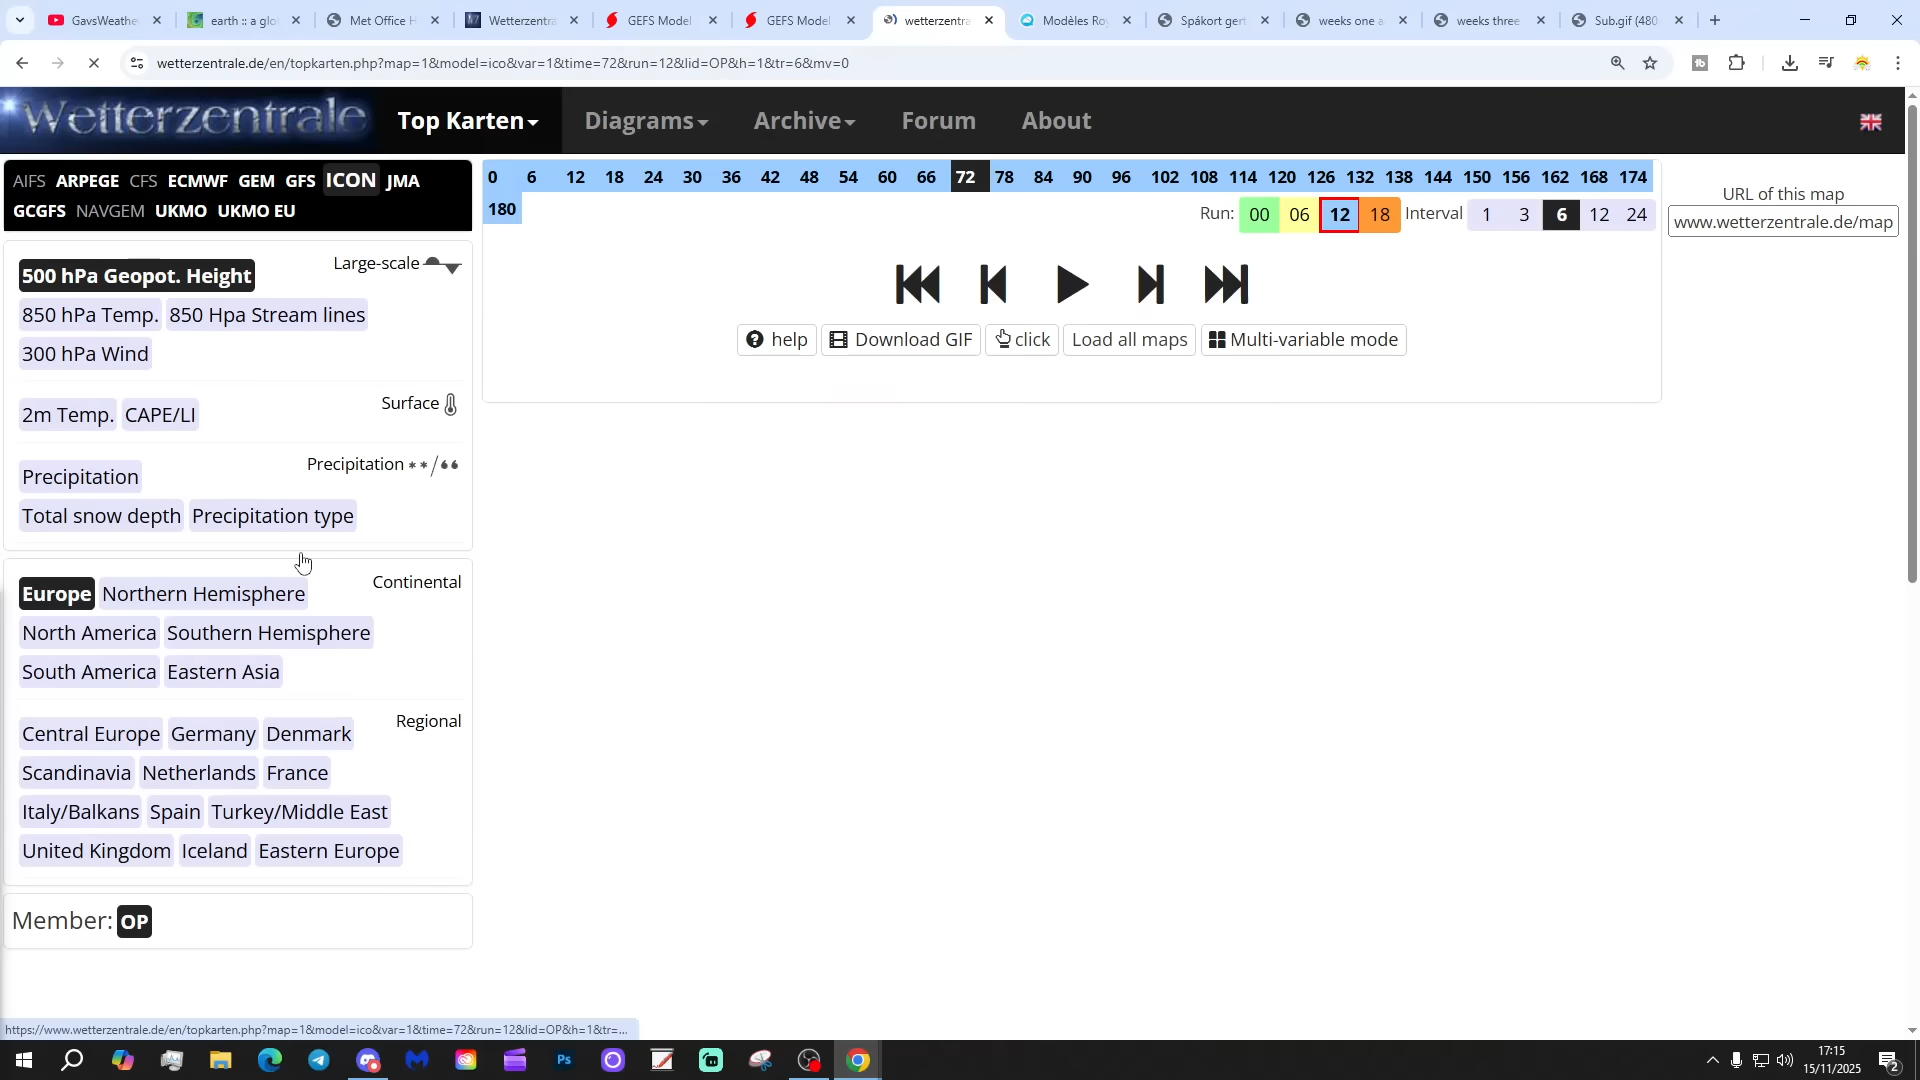 GavsWeathe
earth :: a glo
Met Office H
Wetterzentra
GEFS Model
GEFS Model
wetterzentra
Modèles Ro
Spákort gert
weeks one a
weeks three
Sub.gif (480
wetterzentrale.de/en/topkarten.php?map=1&model=ico&var=1&time=72&run=12&lid=OP&h=1&tr=6&mv=0
Wetterzentrale
Top Karten
Diagrams
Archive
Forum
About
AIFS ARPEGE CFS ECMWF GEM GFS ICON JMA
GCGFS NAVGEM UKMO UKMO EU
0 6 12 18 24 30 36 42 48 54 60 66 72 78 84 90 96 102 108 114 120 126 132 138 144 150 156 162 168 174
180
Run: 00 06 12 18 Interval 1 3 6 12 24
URL of this map
www.wetterzentrale.de/map
help Download GIF click Load all maps Multi-variable mode
Large-scale
500 hPa Geopot. Height
850 hPa Temp. 850 Hpa Stream lines
300 hPa Wind
Surface
2m Temp. CAPE/LI
Precipitation **/
Precipitation
Total snow depth Precipitation type
Continental
Europe Northern Hemisphere
North America Southern Hemisphere
South America Eastern Asia
Regional
Central Europe Germany Denmark
Scandinavia Netherlands France
Italy/Balkans Spain Turkey/Middle East
United Kingdom Iceland Eastern Europe
Member: OP
https://www.wetterzentrale.de/en/topkarten.php?map=1&model=ico&var=1&time=72&run=12&lid=OP&h=1&tr=...
Ps
17:15
15/11/2025
2